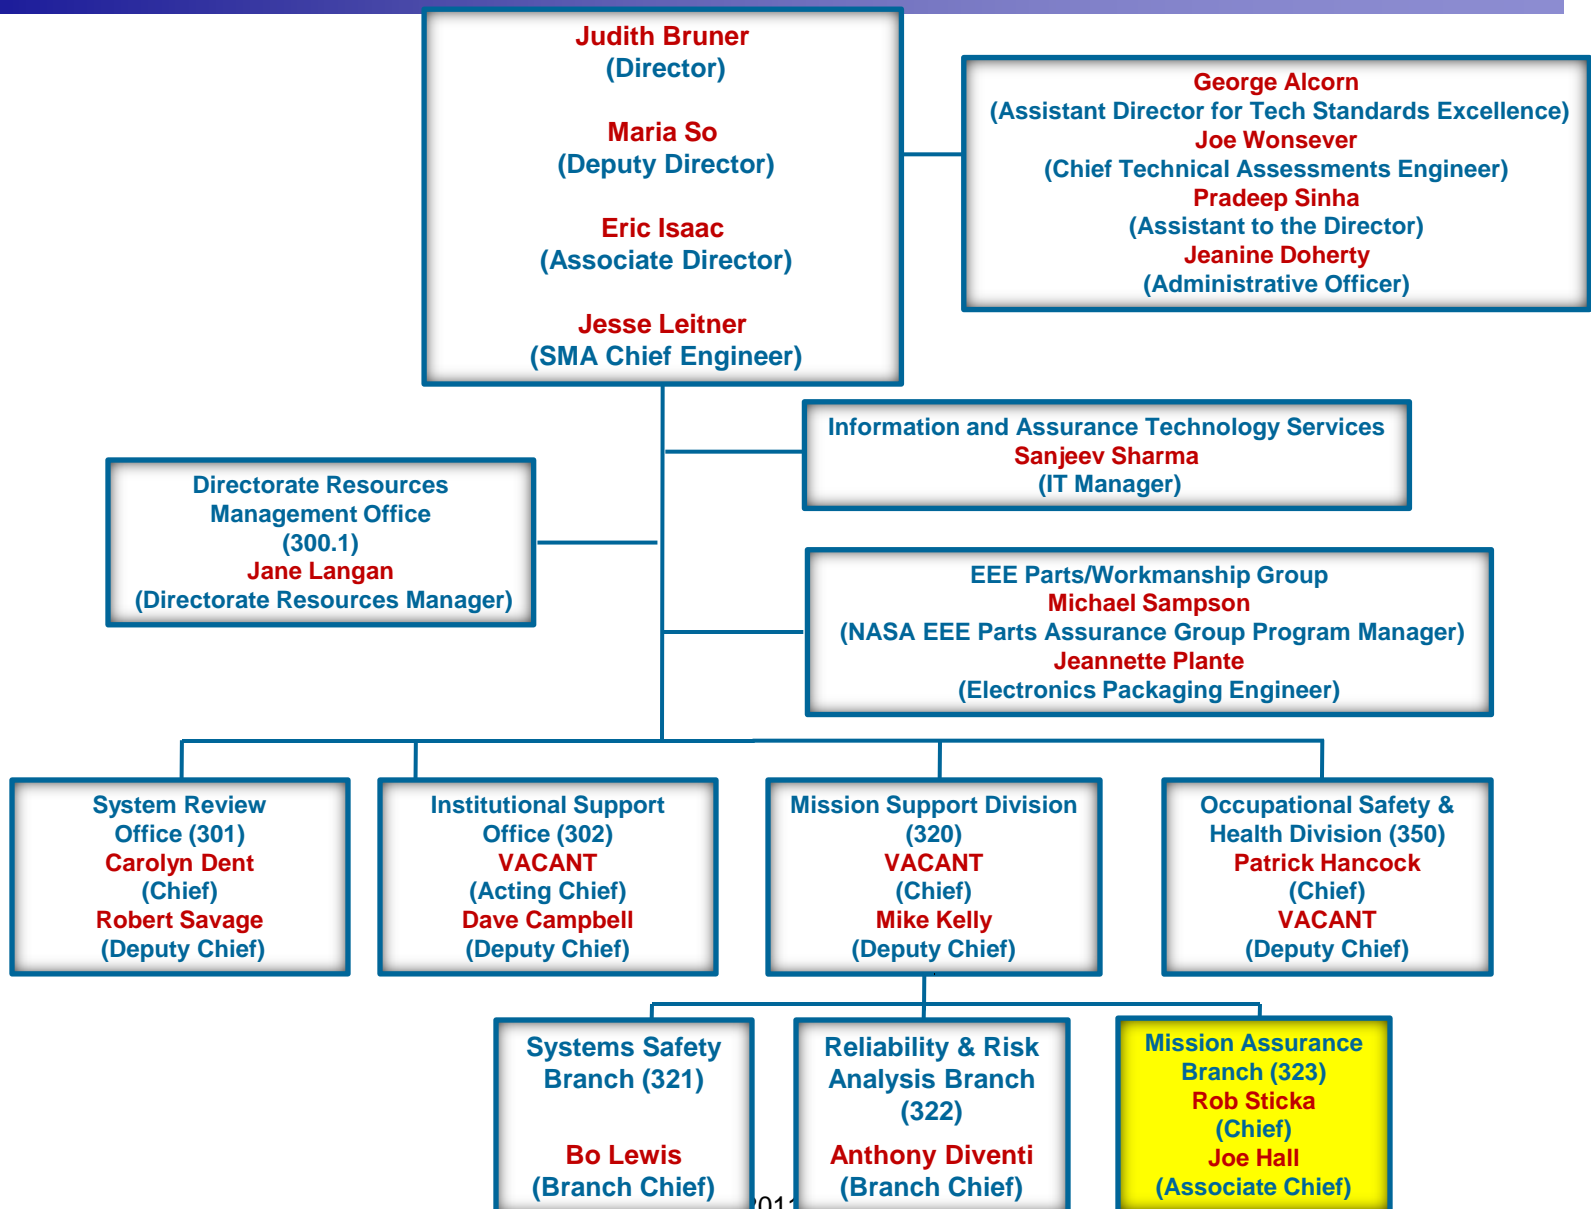 Judith Bruner
(Director)
Maria So
(Deputy Director)
Eric Isaac
(Associate Director)
Jesse Leitner
(SMA Chief Engineer)
George Alcorn
(Assistant Director for Tech Standards Excellence)
Joe Wonsever
(Chief Technical Assessments Engineer)
Pradeep Sinha
(Assistant to the Director)
Jeanine Doherty
(Administrative Officer)
Information and Assurance Technology Services
Sanjeev Sharma
(IT Manager)
Directorate Resources
Management Office
(300.1)
Jane Langan
(Directorate Resources Manager)
EEE Parts/Workmanship Group
Michael Sampson
(NASA EEE Parts Assurance Group Program Manager)
Jeannette Plante
(Electronics Packaging Engineer)
System Review
Office (301)
Carolyn Dent
(Chief)
Robert Savage
(Deputy Chief)
Institutional Support
Office (302)
VACANT
(Acting Chief)
Dave Campbell
(Deputy Chief)
Mission Support Division
(320)
VACANT
(Chief)
Mike Kelly
(Deputy Chief)
Occupational Safety &
Health Division (350)
Patrick Hancock
(Chief)
VACANT
(Deputy Chief)
Systems Safety
Branch (321)
Bo Lewis
(Branch Chief)
Reliability & Risk
Analysis Branch
(322)
Anthony Diventi
(Branch Chief)
Mission Assurance
Branch (323)
Rob Sticka
(Chief)
Joe Hall
(Associate Chief)